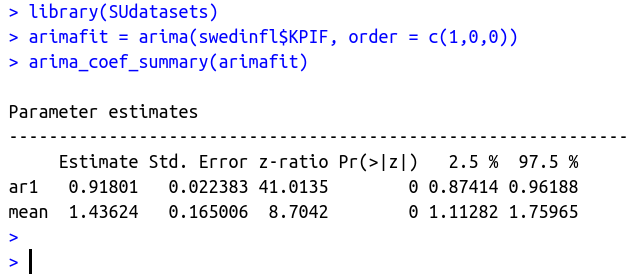 > library(SUdatasets)
> arimafit = arima(swedinfl$KPIF, order = c(1,0,0))
> arima_coef_summary(arimafit)
Parameter estimates
--------------------------------------------------------------
Estimate Std. Error z-ratio Pr(>|z|) 2.5 % 97.5 %
ar1 0.91801 0.022383 41.0135 0 0.87414 0.96188
mean 1.43624 0.165006 8.7042 0 1.11282 1.75965
>
>